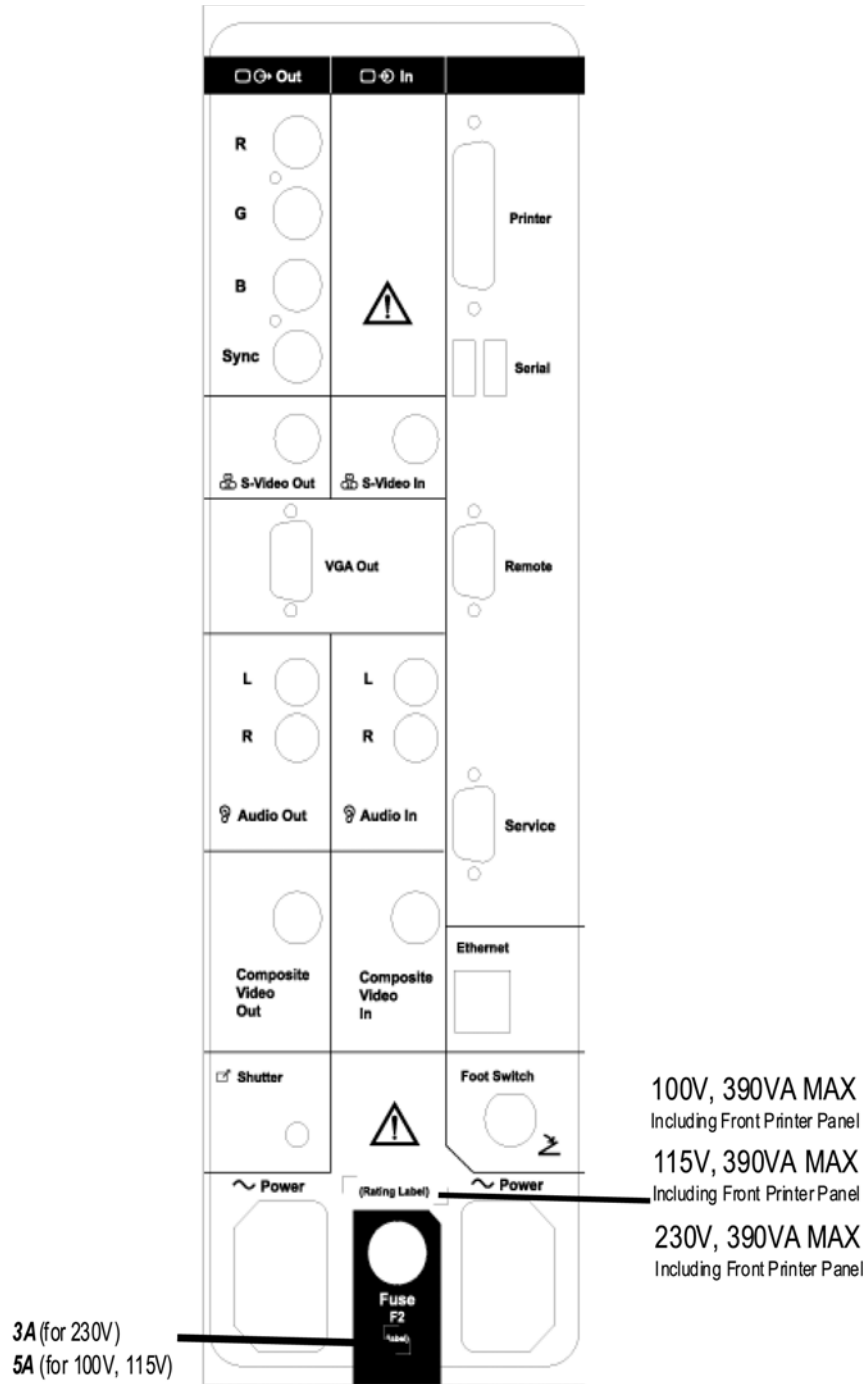 Out
In
R
G
B
Sync
Printer
Serial
S-Video Out
S-Video In
VGA Out
Remote
L
R
L
R
Audio Out
Audio In
Service
Composite
Video
Out
Composite
Video
In
Ethernet
Shutter
Foot Switch
Power
(Rating Label)
Power
Fuse
F2
(Label)
100V, 390VA MAX
Including Front Printer Panel
115V, 390VA MAX
Including Front Printer Panel
230V, 390VA MAX
Including Front Printer Panel
3A (for 230V)
5A (for 100V, 115V)